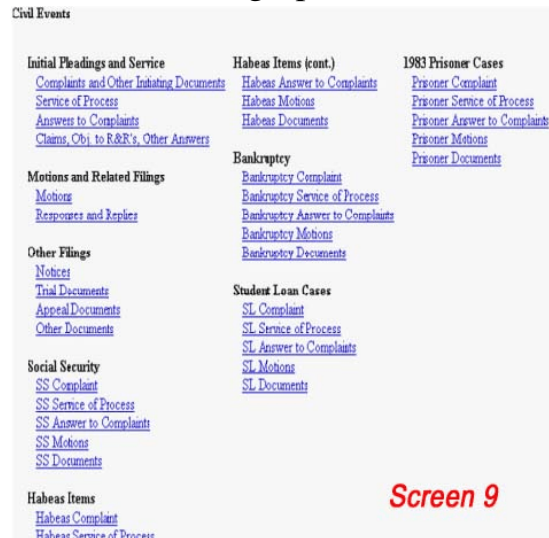 Civil Events
Initial Pleadings and Service
Complaints and Other Initiating Documents
Service of Process
Answers to Complaints
Claims, Obj. to R&R's, Other Answers
Motions and Related Filings
Motions
Responses and Replies
Other Filings
Notices
Trial Documents
Appeal Documents
Other Documents
Social Security
SS Complaint
SS Service of Process
SS Answer to Complaints
SS Motions
SS Documents
Habeas Items
Habeas Complaint
Habeas Service of Process
Habeas Items (cont.)
Habeas Answer to Complaints
Habeas Motions
Habeas Documents
Bankruptcy
Bankruptcy Complaint
Bankruptcy Service of Process
Bankruptcy Answer to Complaints
Bankruptcy Motions
Bankruptcy Documents
Student Loan Cases
SL Complaint
SL Service of Process
SL Answer to Complaints
SL Motions
SL Documents
1983 Prisoner Cases
Prisoner Complaint
Prisoner Service of Process
Prisoner Answer to Complaints
Prisoner Motions
Prisoner Documents
Screen 9